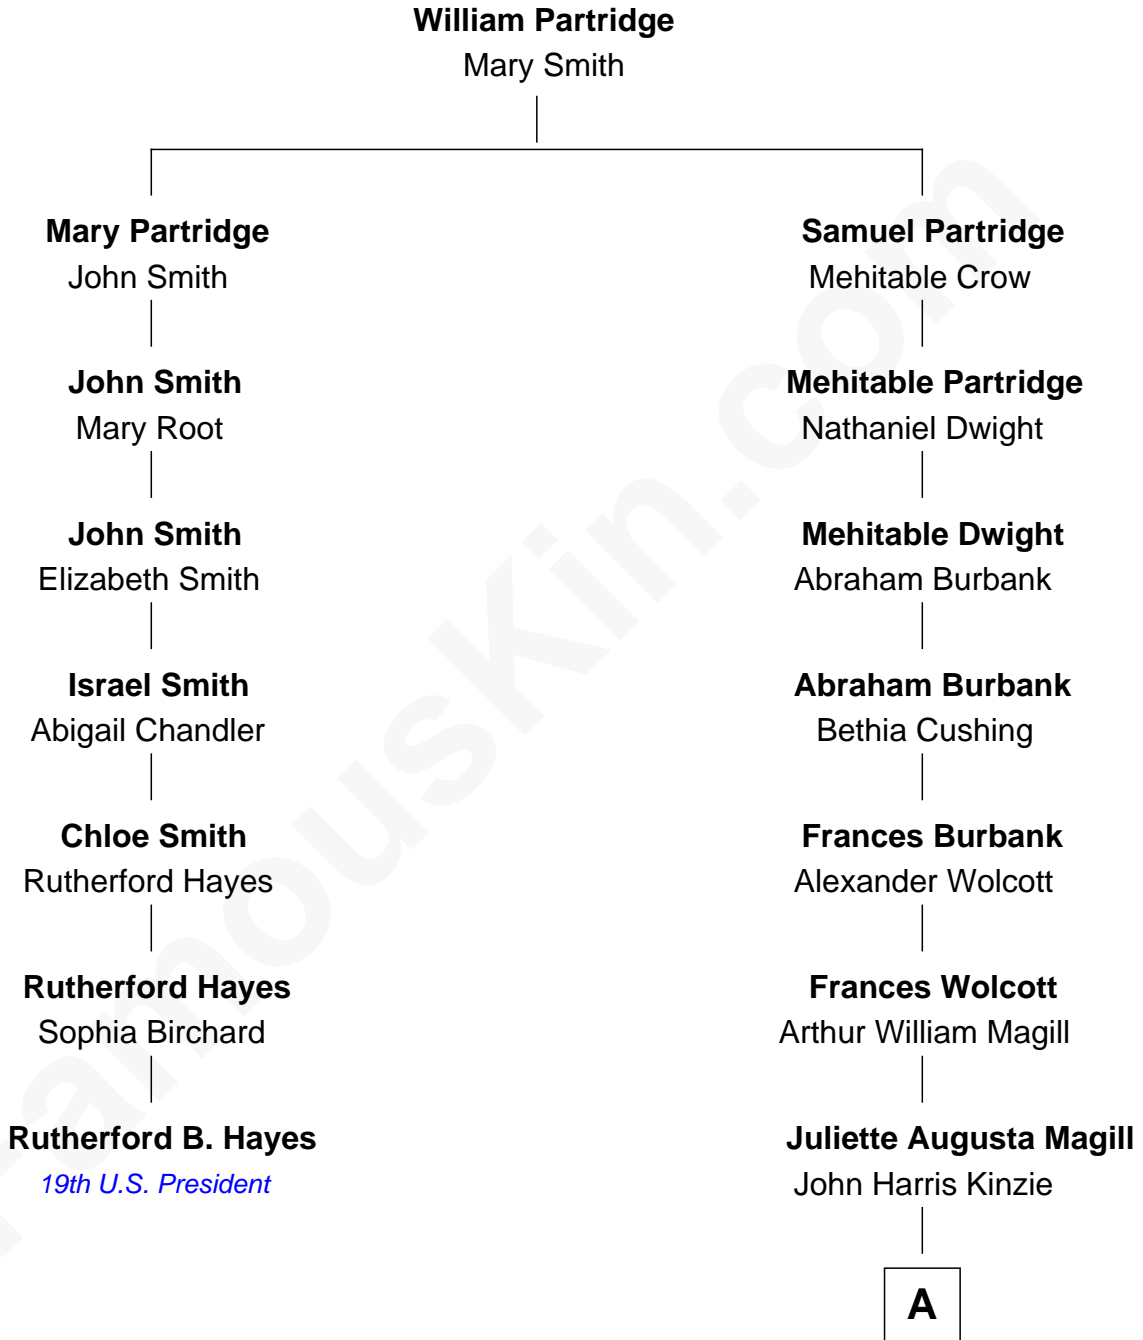 William Partridge
Mary Smith
Mary Partridge
John Smith
Samuel Partridge
Mehitable Crow
John Smith
Mary Root
Mehitable Partridge
Nathaniel Dwight
John Smith
Elizabeth Smith
Mehitable Dwight
Abraham Burbank
Israel Smith
Abigail Chandler
Abraham Burbank
Bethia Cushing
Chloe Smith
Rutherford Hayes
Frances Burbank
Alexander Wolcott
Rutherford Hayes
Sophia Birchard
Frances Wolcott
Arthur William Magill
Rutherford B. Hayes
19th U.S. President
Juliette Augusta Magill
John Harris Kinzie
A
FamousKin.com